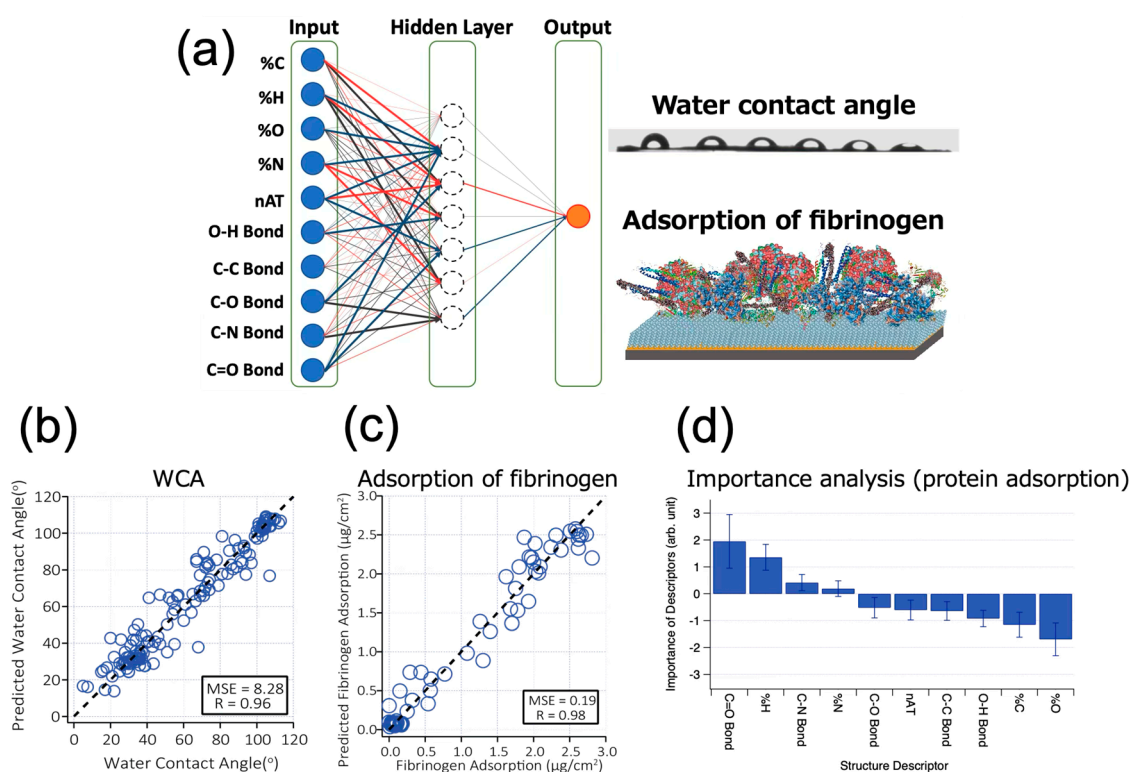 (a)
Input
Hidden Layer
Output
%C
%H
%O
%N
nAT
O-H Bond
C-C Bond
C-O Bond
C-N Bond
C=O Bond
Water contact angle
Adsorption of fibrinogen
(b)
WCA
Predicted Water Contact Angle(°)
120
100
80
60
40
20
0
0 20 40 60 80 100 120
Water Contact Angle(°)
MSE = 8.28
R = 0.96
(c)
Adsorption of fibrinogen
Predicted Fibrinogen Adsorption (µg/cm²)
3.0
2.5
2.0
1.5
1.0
0.5
0.0
0.0 0.5 1.0 1.5 2.0 2.5 3.0
Fibrinogen Adsorption (µg/cm²)
MSE = 0.19
R = 0.98
(d)
Importance analysis (protein adsorption)
Importance of Descriptors (arb. unit)
3
2
1
0
-1
-2
-3
C=O Bond
%H
C-N Bond
%N
C-O Bond
nAT
C-C Bond
O-H Bond
%C
%O
Structure Descriptor